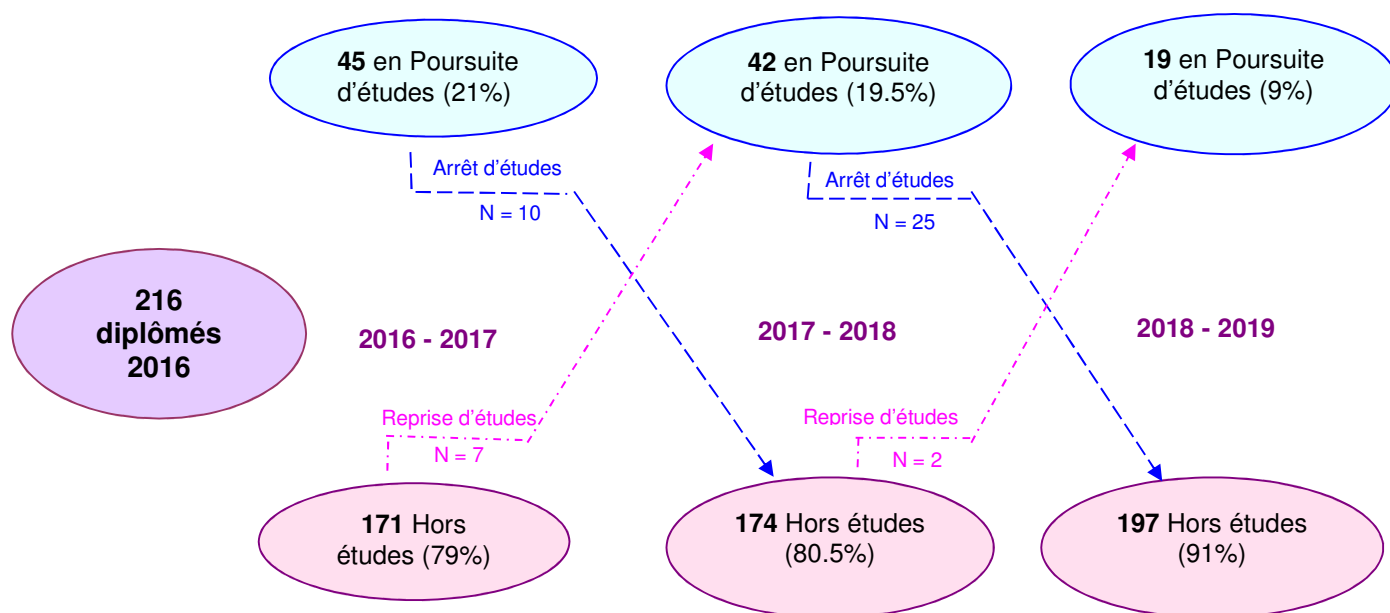 45 en Poursuite
d'études (21%)
42 en Poursuite
d'études (19.5%)
19 en Poursuite
d'études (9%)
Arrêt d'études
N = 10
Arrêt d'études
N = 25
216
diplômés
2016
2016 - 2017
2017 - 2018
2018 - 2019
Reprise d'études
N = 7
Reprise d'études
N = 2
171 Hors
études (79%)
174 Hors études
(80.5%)
197 Hors études
(91%)